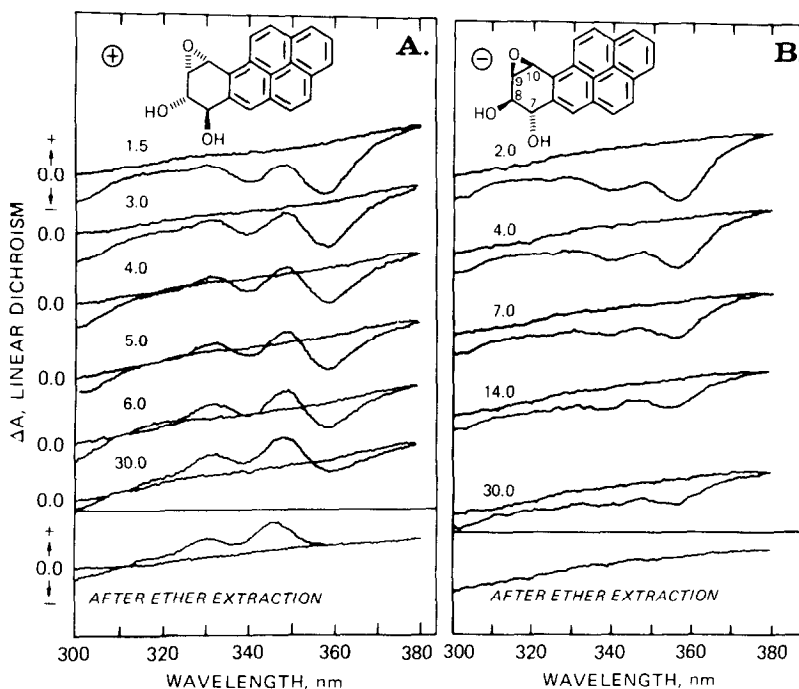 A.
⊕
O
HO
OH
+
0.0
−
1.5
3.0
0.0
4.0
0.0
5.0
0.0
6.0
0.0
30.0
0.0
+
0.0
−
AFTER ETHER EXTRACTION
300 320 340 360 380
WAVELENGTH, nm
ΔA, LINEAR DICHROISM
B
⊖
O
9 10
8 7
HO
OH
2.0
4.0
7.0
14.0
30.0
AFTER ETHER EXTRACTION
300 320 340 360 380
WAVELENGTH, nm